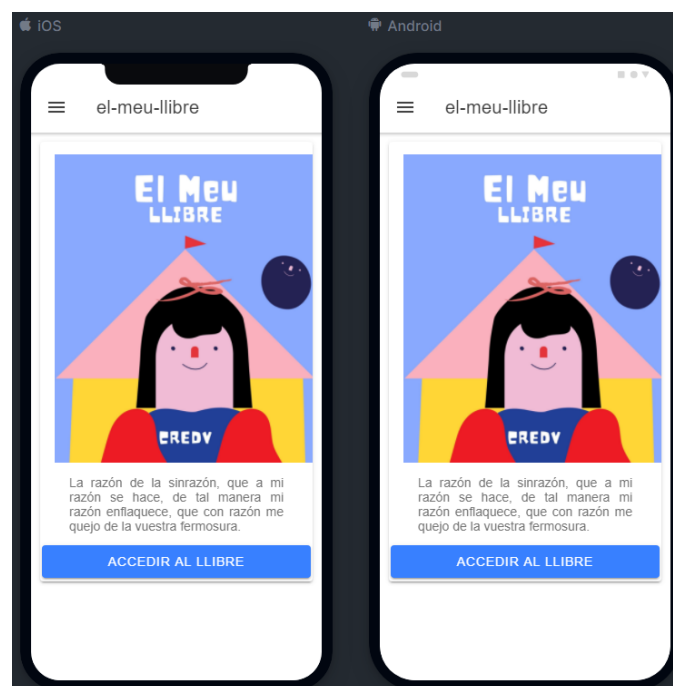 iOS
el-meu-llibre
El Meu
LLIBRE
CREDV
La razón de la sinrazón, que a mi
razón se hace, de tal manera mi
razón enflaquece, que con razón me
quejo de la vuestra fermosura.
ACCEDIR AL LLIBRE
Android
el-meu-llibre
El Meu
LLIBRE
CREDV
La razón de la sinrazón, que a mi
razón se hace, de tal manera mi
razón enflaquece, que con razón me
quejo de la vuestra fermosura.
ACCEDIR AL LLIBRE